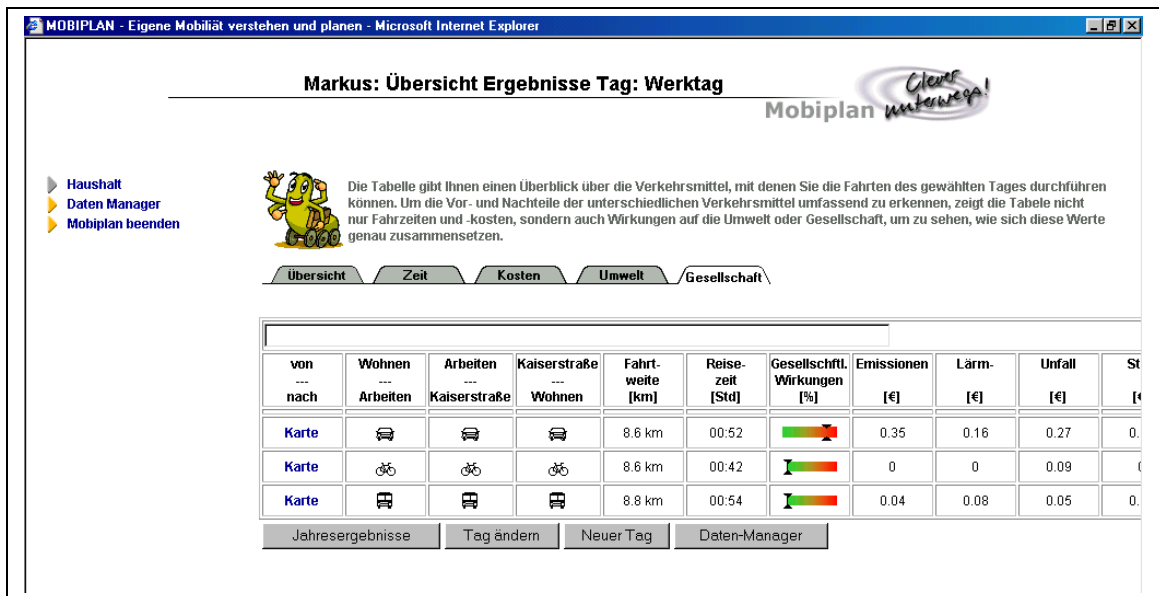 MOBIPLAN - Eigene Mobiliät verstehen und planen - Microsoft Internet Explorer
Markus: Übersicht Ergebnisse Tag: Werktag
Mobiplan
Clever
unterwegs!
Haushalt
Daten Manager
Mobiplan beenden
Die Tabelle gibt Ihnen einen Überblick über die Verkehrsmittel, mit denen Sie die Fahrten des gewählten Tages durchführen
können. Um die Vor- und Nachteile der unterschiedlichen Verkehrsmittel umfassend zu erkennen, zeigt die Tabele nicht
nur Fahrzeiten und -kosten, sondern auch Wirkungen auf die Umwelt oder Gesellschaft, um zu sehen, wie sich diese Werte
genau zusammensetzen.
Übersicht Zeit Kosten Umwelt Gesellschaft
von Wohnen Arbeiten Kaiserstraße Fahrt- Reise- Gesellschftl. Emissionen Lärm- Unfall St
--- --- --- --- weite zeit Wirkungen
nach Arbeiten Kaiserstraße Wohnen [km] [Std] [%] [€] [€] [€]
Karte 8.6 km 00:52 0.35 0.16 0.27 0.
Karte 8.6 km 00:42 0 0 0.09
Karte 8.8 km 00:54 0.04 0.08 0.05 0.
Jahresergebnisse Tag ändern Neuer Tag Daten-Manager